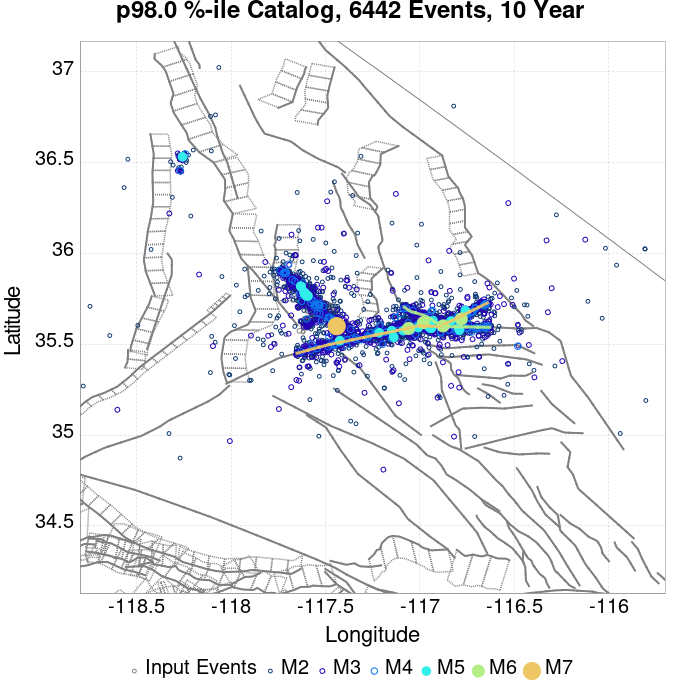 p98.0 %-ile Catalog, 6442 Events, 10 Year
37
36.5
36
35.5
35
34.5
Latitude
-118.5 -118 -117.5 -117 -116.5 -116
Longitude
Input Events M2 M3 M4 M5 M6 M7